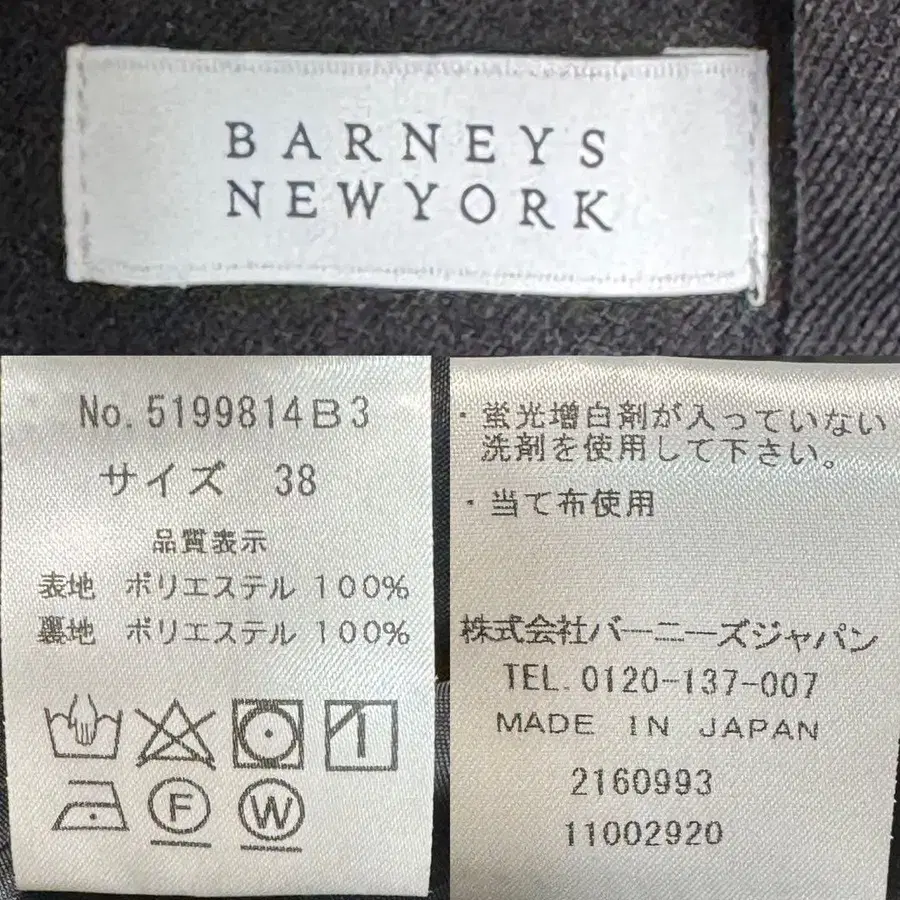 BARNEYS
NEWYORK
No.5199814B3
サイズ 38
品質表示
表地 ポリエステル 100%
裏地 ポリエステル 100%
F
W
・蛍光増白剤が入っていない
洗剤を使用して下さい。
・当て布使用
株式会社バーニーズジャパン
TEL.0120-137-007
MADE IN JAPAN
2160993
11002920